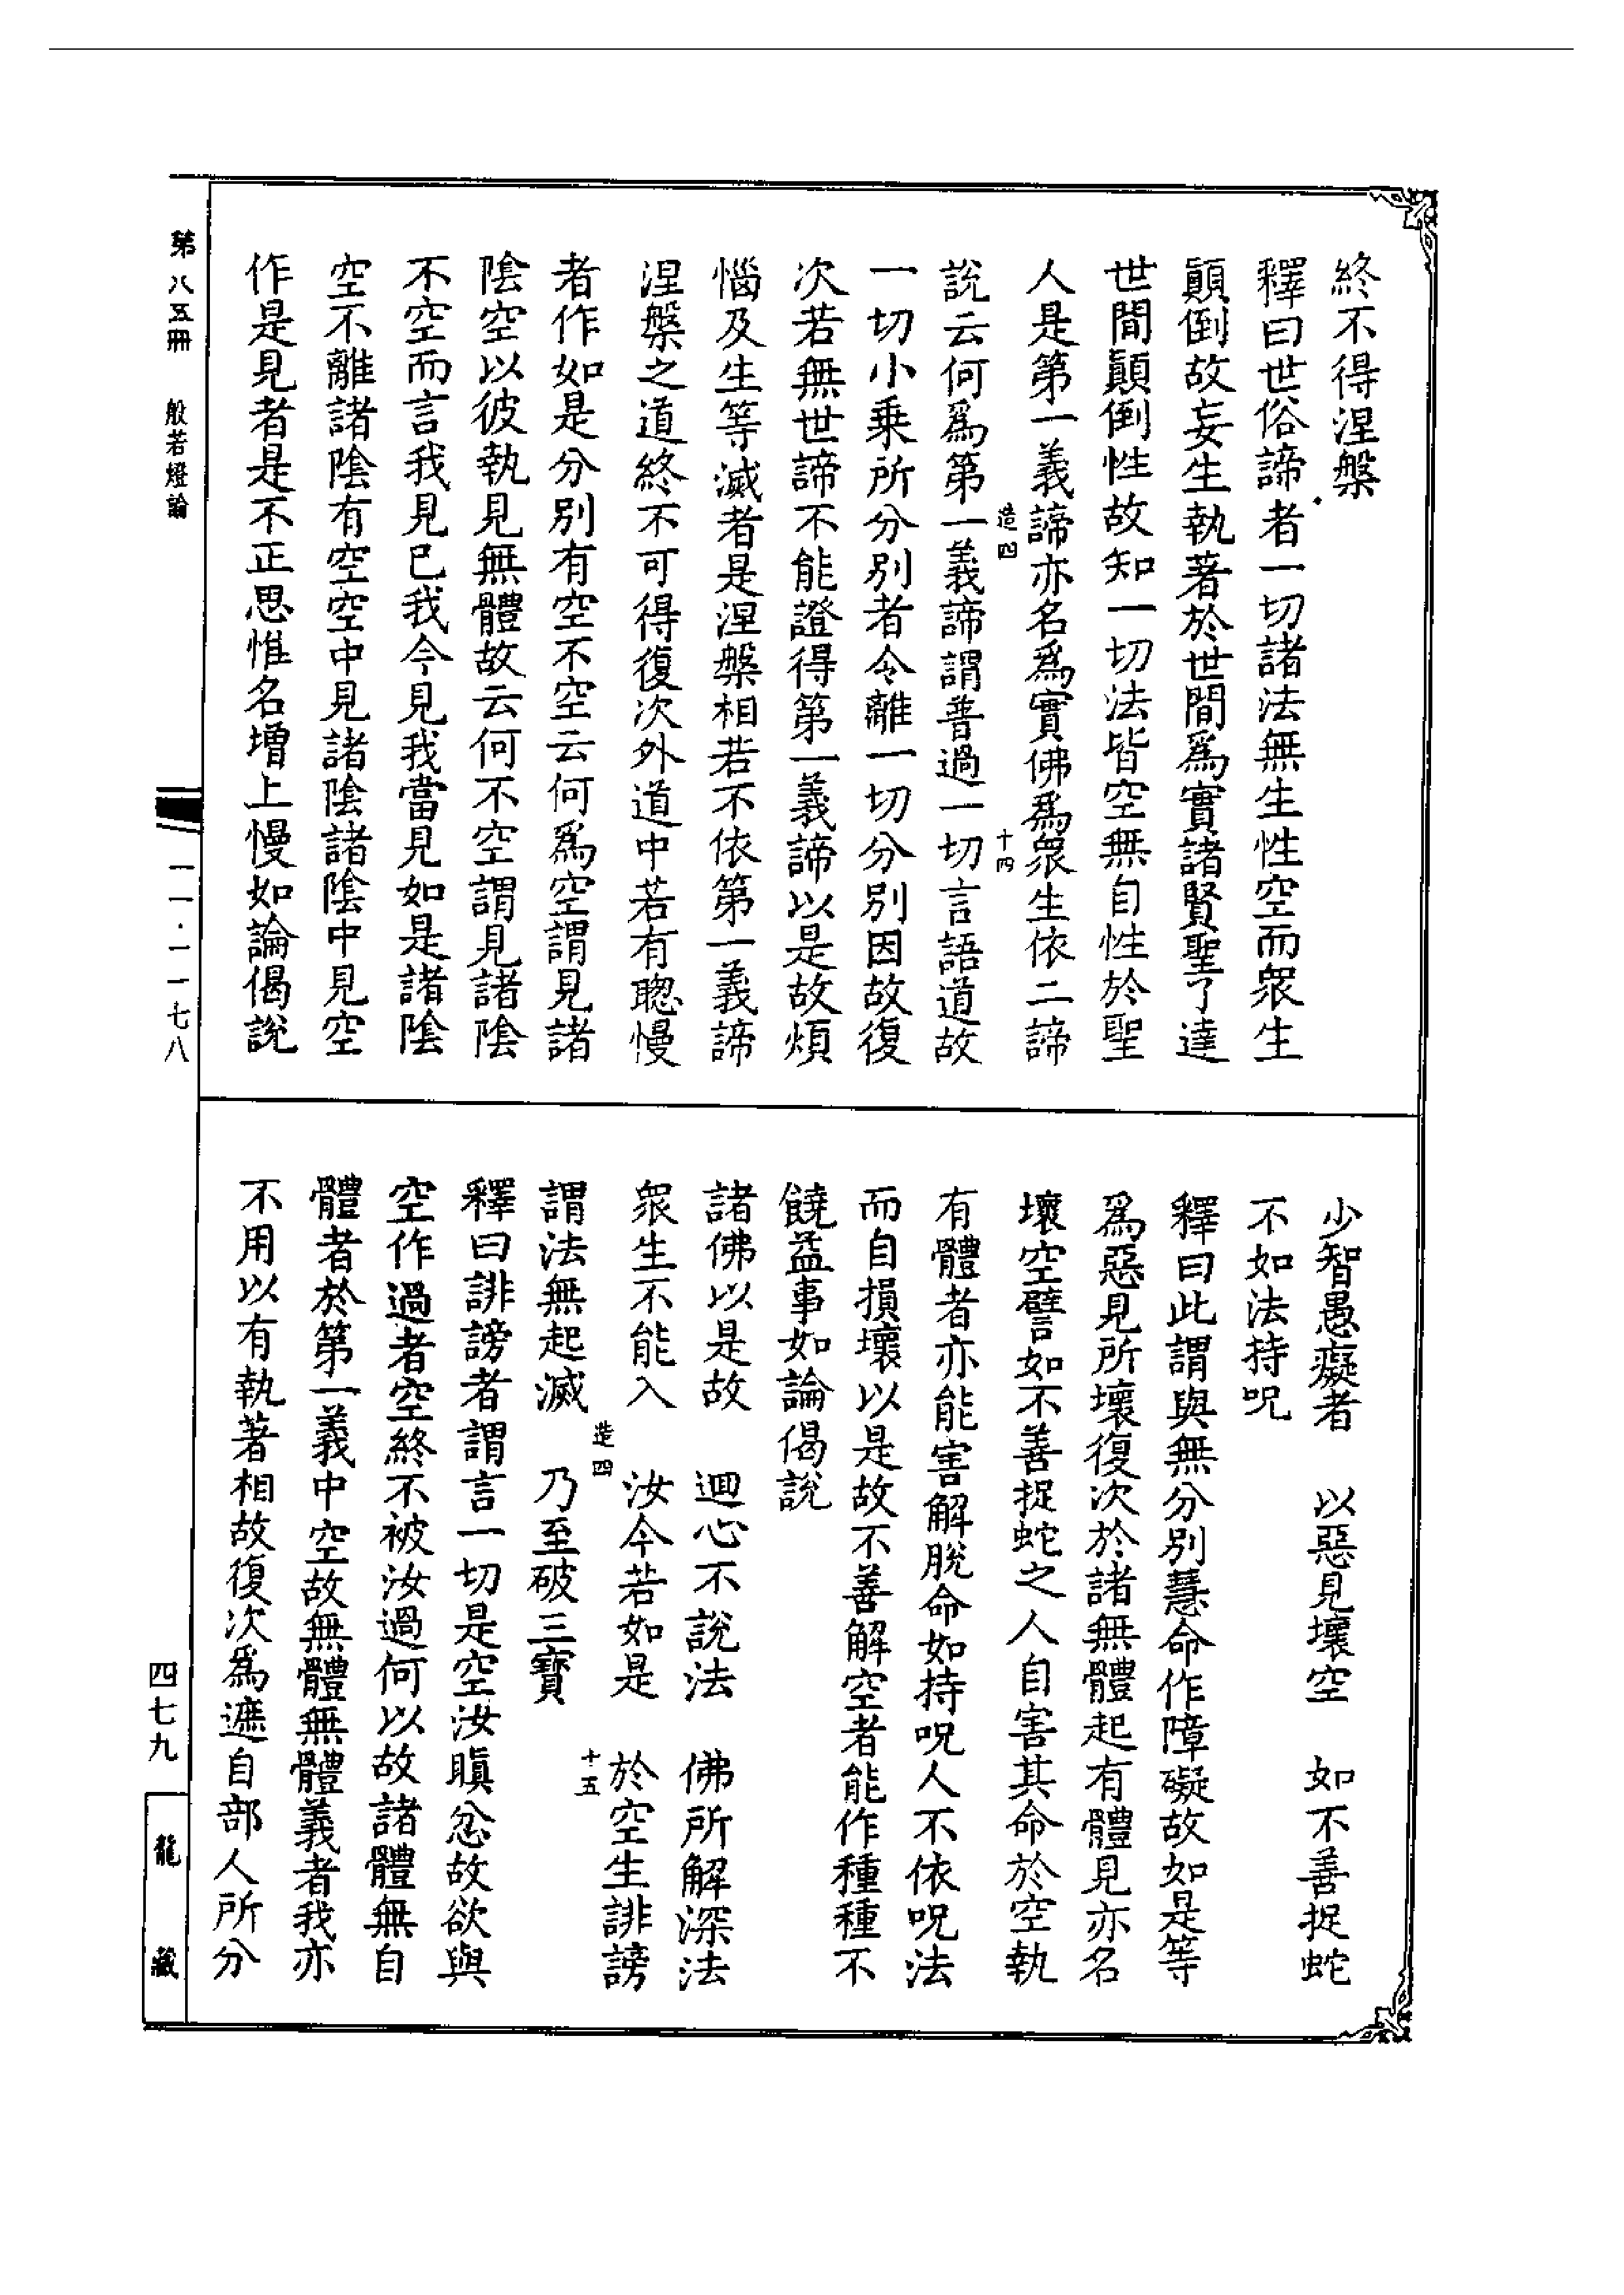 終不得涅槃
釋曰世俗諦者一切諸法無生性空而衆生
顚倒故妄生執著於世間爲實諸賢聖了達
世間顚倒性故知一切法皆空無自性於聖
人是第一義諦亦名爲實佛爲衆生依二諦
造四
十四
說云何爲第一義諦謂普過一切言語道故
一切小乘所分別者令離一切分別因故復
次若無世諦不能證得第一義諦以是故煩
惱及生等滅者是涅槃相若不依第一義諦
涅槃之道終不可得復次外道中若有聰慢
者作如是分別有空不空云何爲空謂見諸
陰空以彼執見無體故云何不空謂見諸陰
不空而言我見已我今見我當見如是諸陰
空不離諸陰有空空中見諸陰諸陰中見空
作是見者是不正思惟名增上慢如論偈說
少智愚癡者 以惡見壞空 如不善捉蛇
不如法持呪
釋曰此謂與無分別慧命作障礙故如是等
爲惡見所壞復次於諸無體起有體見亦名
壞空譬如不善捉蛇之人自害其命於空執
有體者亦能害解脫命如持呪人不依呪法
而自損壞以是故不善解空者能作種種不
饒益事如論偈說
諸佛以是故 迴心不說法 佛所解深法
衆生不能入 汝今若如是 於空生誹謗
造四
十五
謂法無起滅 乃至破三寶
釋曰誹謗者謂言一切是空汝瞋忿故欲與
空作過者空終不被汝過何以故諸體無自
體者於第一義中空故無體無體義者我亦
不用以有執著相故復次爲遮自部人所分
第八五冊 般若燈論
一一·一一七八
四七九
龍藏